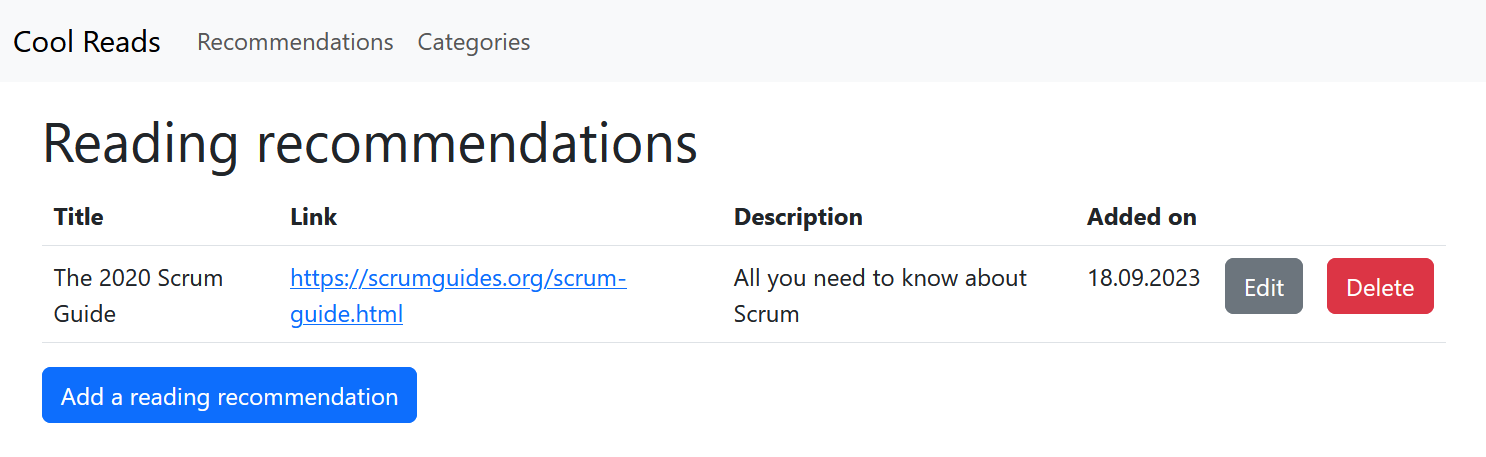 Cool Reads Recommendations Categories
Reading recommendations
Title Link Description Added on
The 2020 Scrum https://scrumguides.org/scrum- All you need to know about 18.09.2023 Edit Delete
Guide guide.html Scrum
Add a reading recommendation